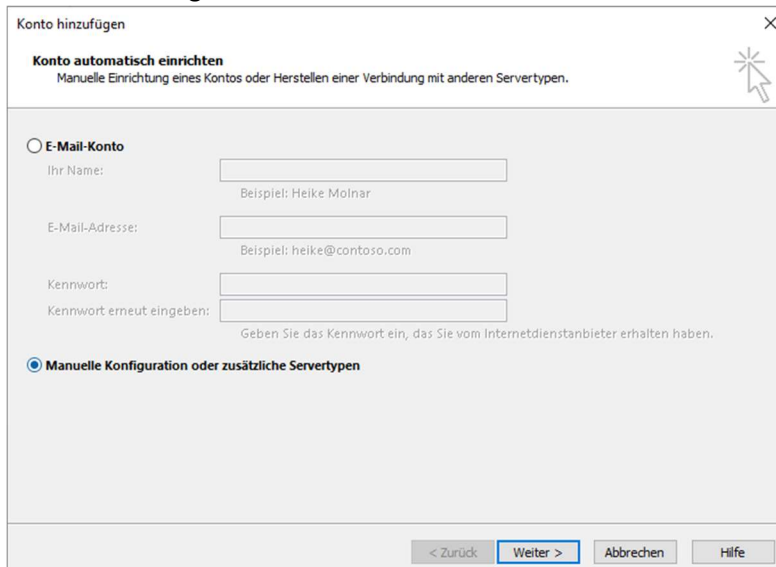 Konto hinzufügen
Konto automatisch einrichten
Manuelle Einrichtung eines Kontos oder Herstellen einer Verbindung mit anderen Servertypen.
E-Mail-Konto
Ihr Name:
Beispiel: Heike Molnar
E-Mail-Adresse:
Beispiel: heike@contoso.com
Kennwort:
Kennwort erneut eingeben:
Geben Sie das Kennwort ein, das Sie vom Internetdienstanbieter erhalten haben.
Manuelle Konfiguration oder zusätzliche Servertypen
< Zurück Weiter > Abbrechen Hilfe